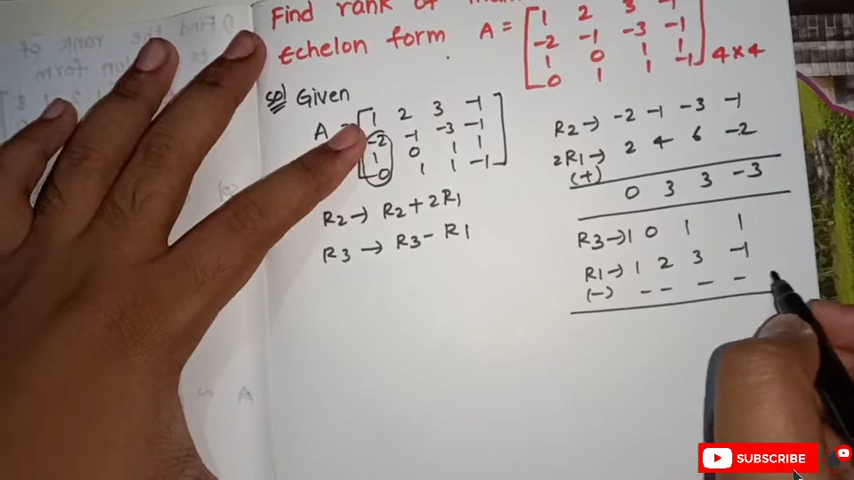 Find rank of
Echelon form A = [1 2 3 -1
-2 -1 -3 -1
1 0 1 1
0 1 1 -1] 4×4
sol Given
A = [1 2 3 -1
-2 -1 -3 -1
1 0 1 1
0 1 1 -1]
R2 → R2 + 2R1
R3 → R3 - R1
R2 → -2 -1 -3 -1
2R1 → 2 4 6 -2
(+)
0 3 3 -3
R3 → 1 0 1 1
R1 → 1 2 3 -1
(-) - - - -
SUBSCRIBE